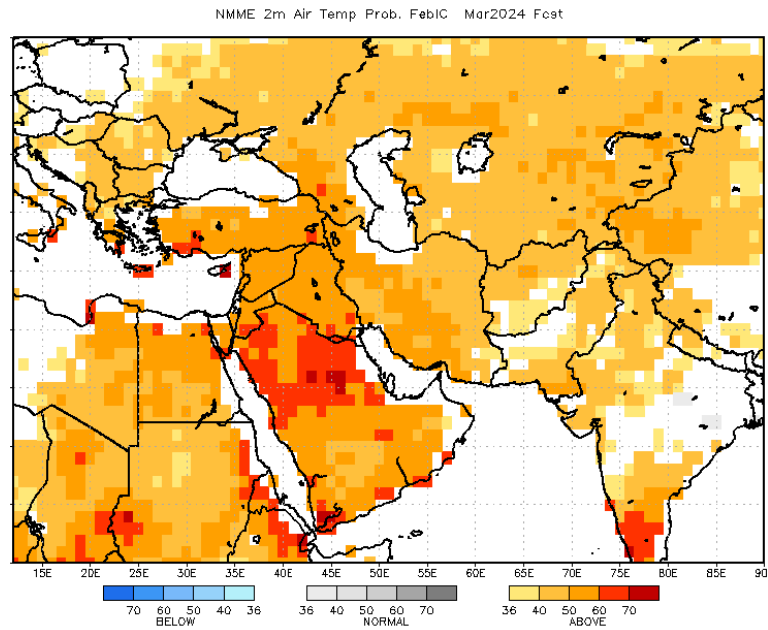 NMME 2m Air Temp Prob. FebIC Mar2024 Fcst
15E 20E 25E 30E 35E 40E 45E 50E 55E 60E 65E 70E 75E 80E 85E 90E
70 60 50 40 36 36 40 50 60 70 36 40 50 60 70
BELOW NORMAL ABOVE